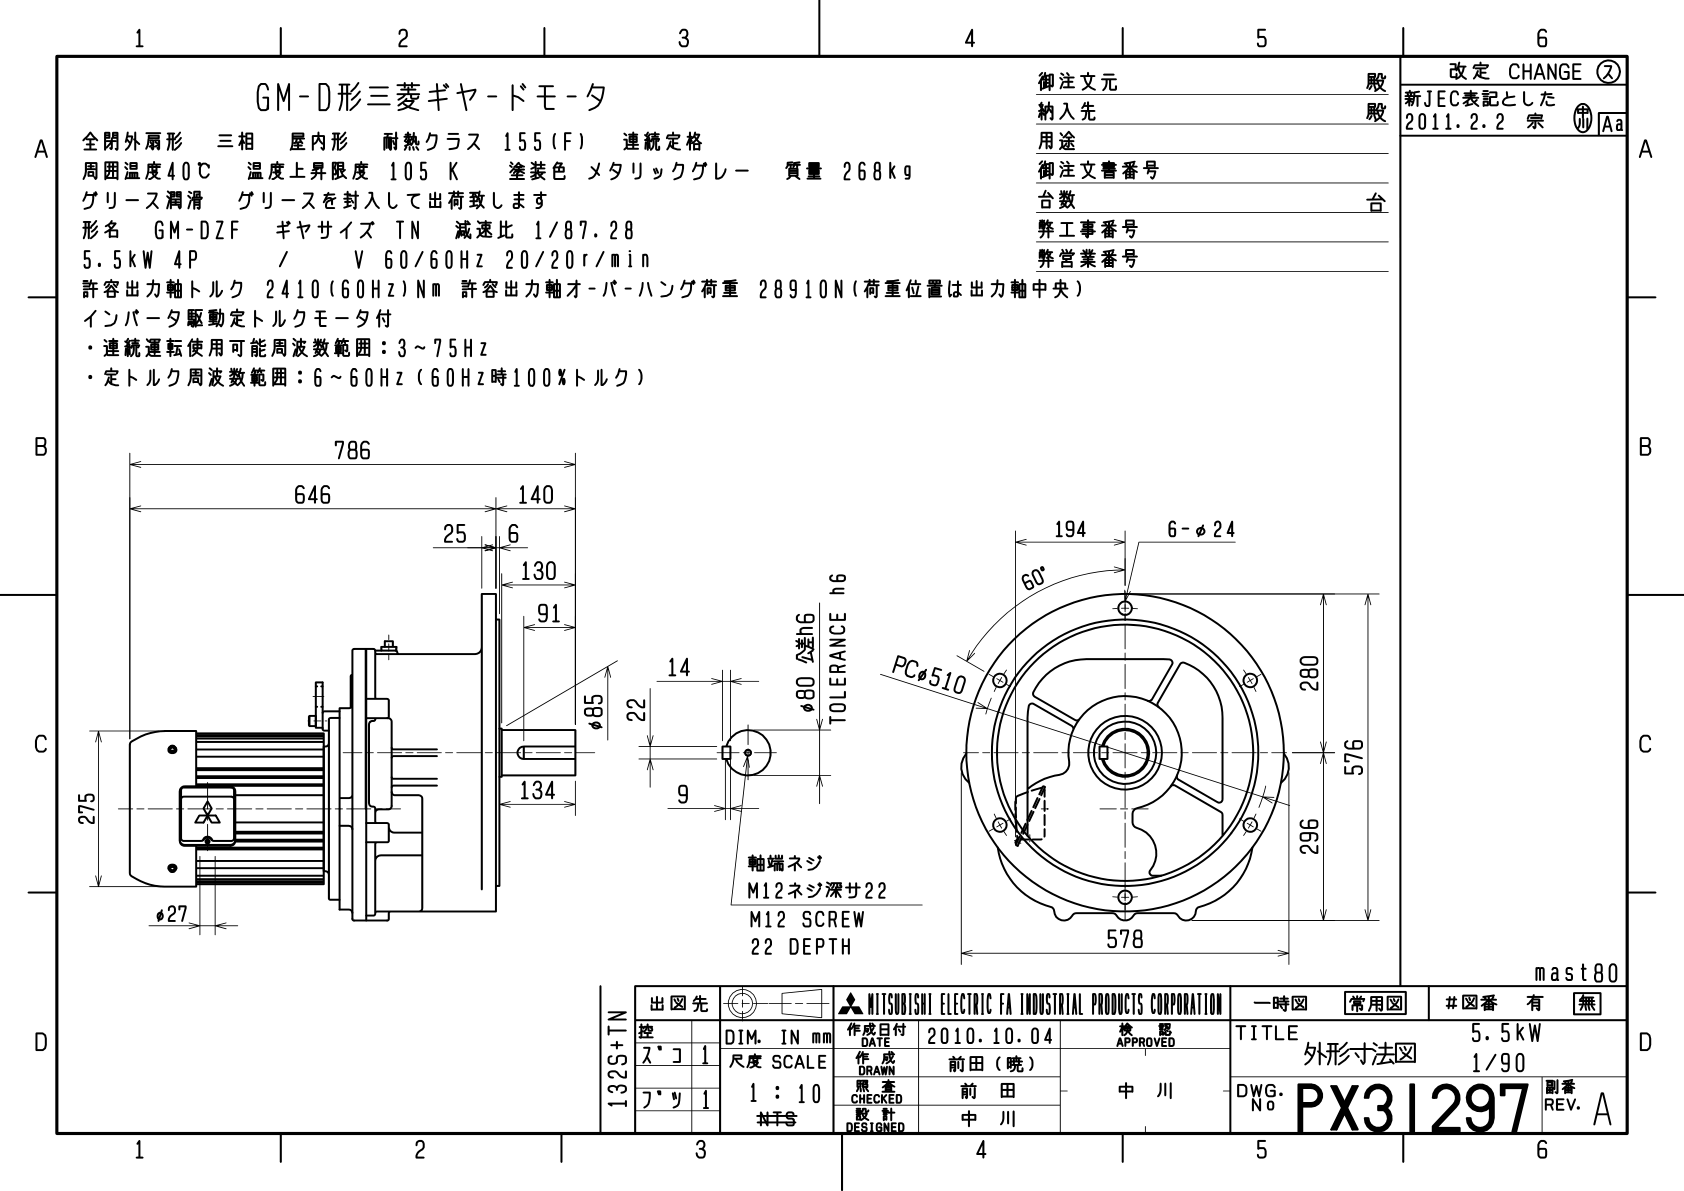 1 2 3 4 5 6
GM-D形三菱ギヤードモータ
全閉外扇形 三相 屋内形 耐熱クラス 155(F) 連続定格
周囲温度40℃ 温度上昇限度 105 K 塗装色 メタリックグレー 質量 268kg
グリース潤滑 グリースを封入して出荷致します
形名 GM-DZF ギヤサイズ TN 減速比 1/87.28
5.5kW 4P / V 60/60Hz 20/20r/min
許容出力軸トルク 2410(60Hz)Nm 許容出力軸オーバーハング荷重 28910N(荷重位置は出力軸中央)
インバータ駆動定トルクモータ付
・連続運転使用可能周波数範囲：3~75Hz
・定トルク周波数範囲：6~60Hz(60Hz時100%トルク)
御注文元 殿
納入先 殿
用途
御注文書番号
台数 台
弊工事番号
弊営業番号
改定 CHANGE ス
新JEC表記とした
2011.2.2 宗 Aa
A A
B B
C C
D D
786
646 140
25 6
130
91
φ85
134
275
φ27
14
22
9
φ80 公差h6
TOLERANCE h6
軸端ネジ
M12ネジ深サ22
M12 SCREW
22 DEPTH
194
6-φ24
60°
PCφ510
280
576
296
578
mast80
132S+TN
出図先
控
ズコ 1
ブツ 1
DIM. IN mm
尺度 SCALE
1 : 10
NTS
MITSUBISHI ELECTRIC FA INDUSTRIAL PRODUCTS CORPORATION
作成日付 DATE 2010.10.04
作成 DRAWN 前田(暁)
照査 CHECKED 前田
設計 DESIGNED 中川
検認 APPROVED
中川
一時図 常用図 #図番 有 無
TITLE 外形寸法図
5.5kW
1/90
DWG. No PX31297
副番 REV. A
1 2 3 4 5 6